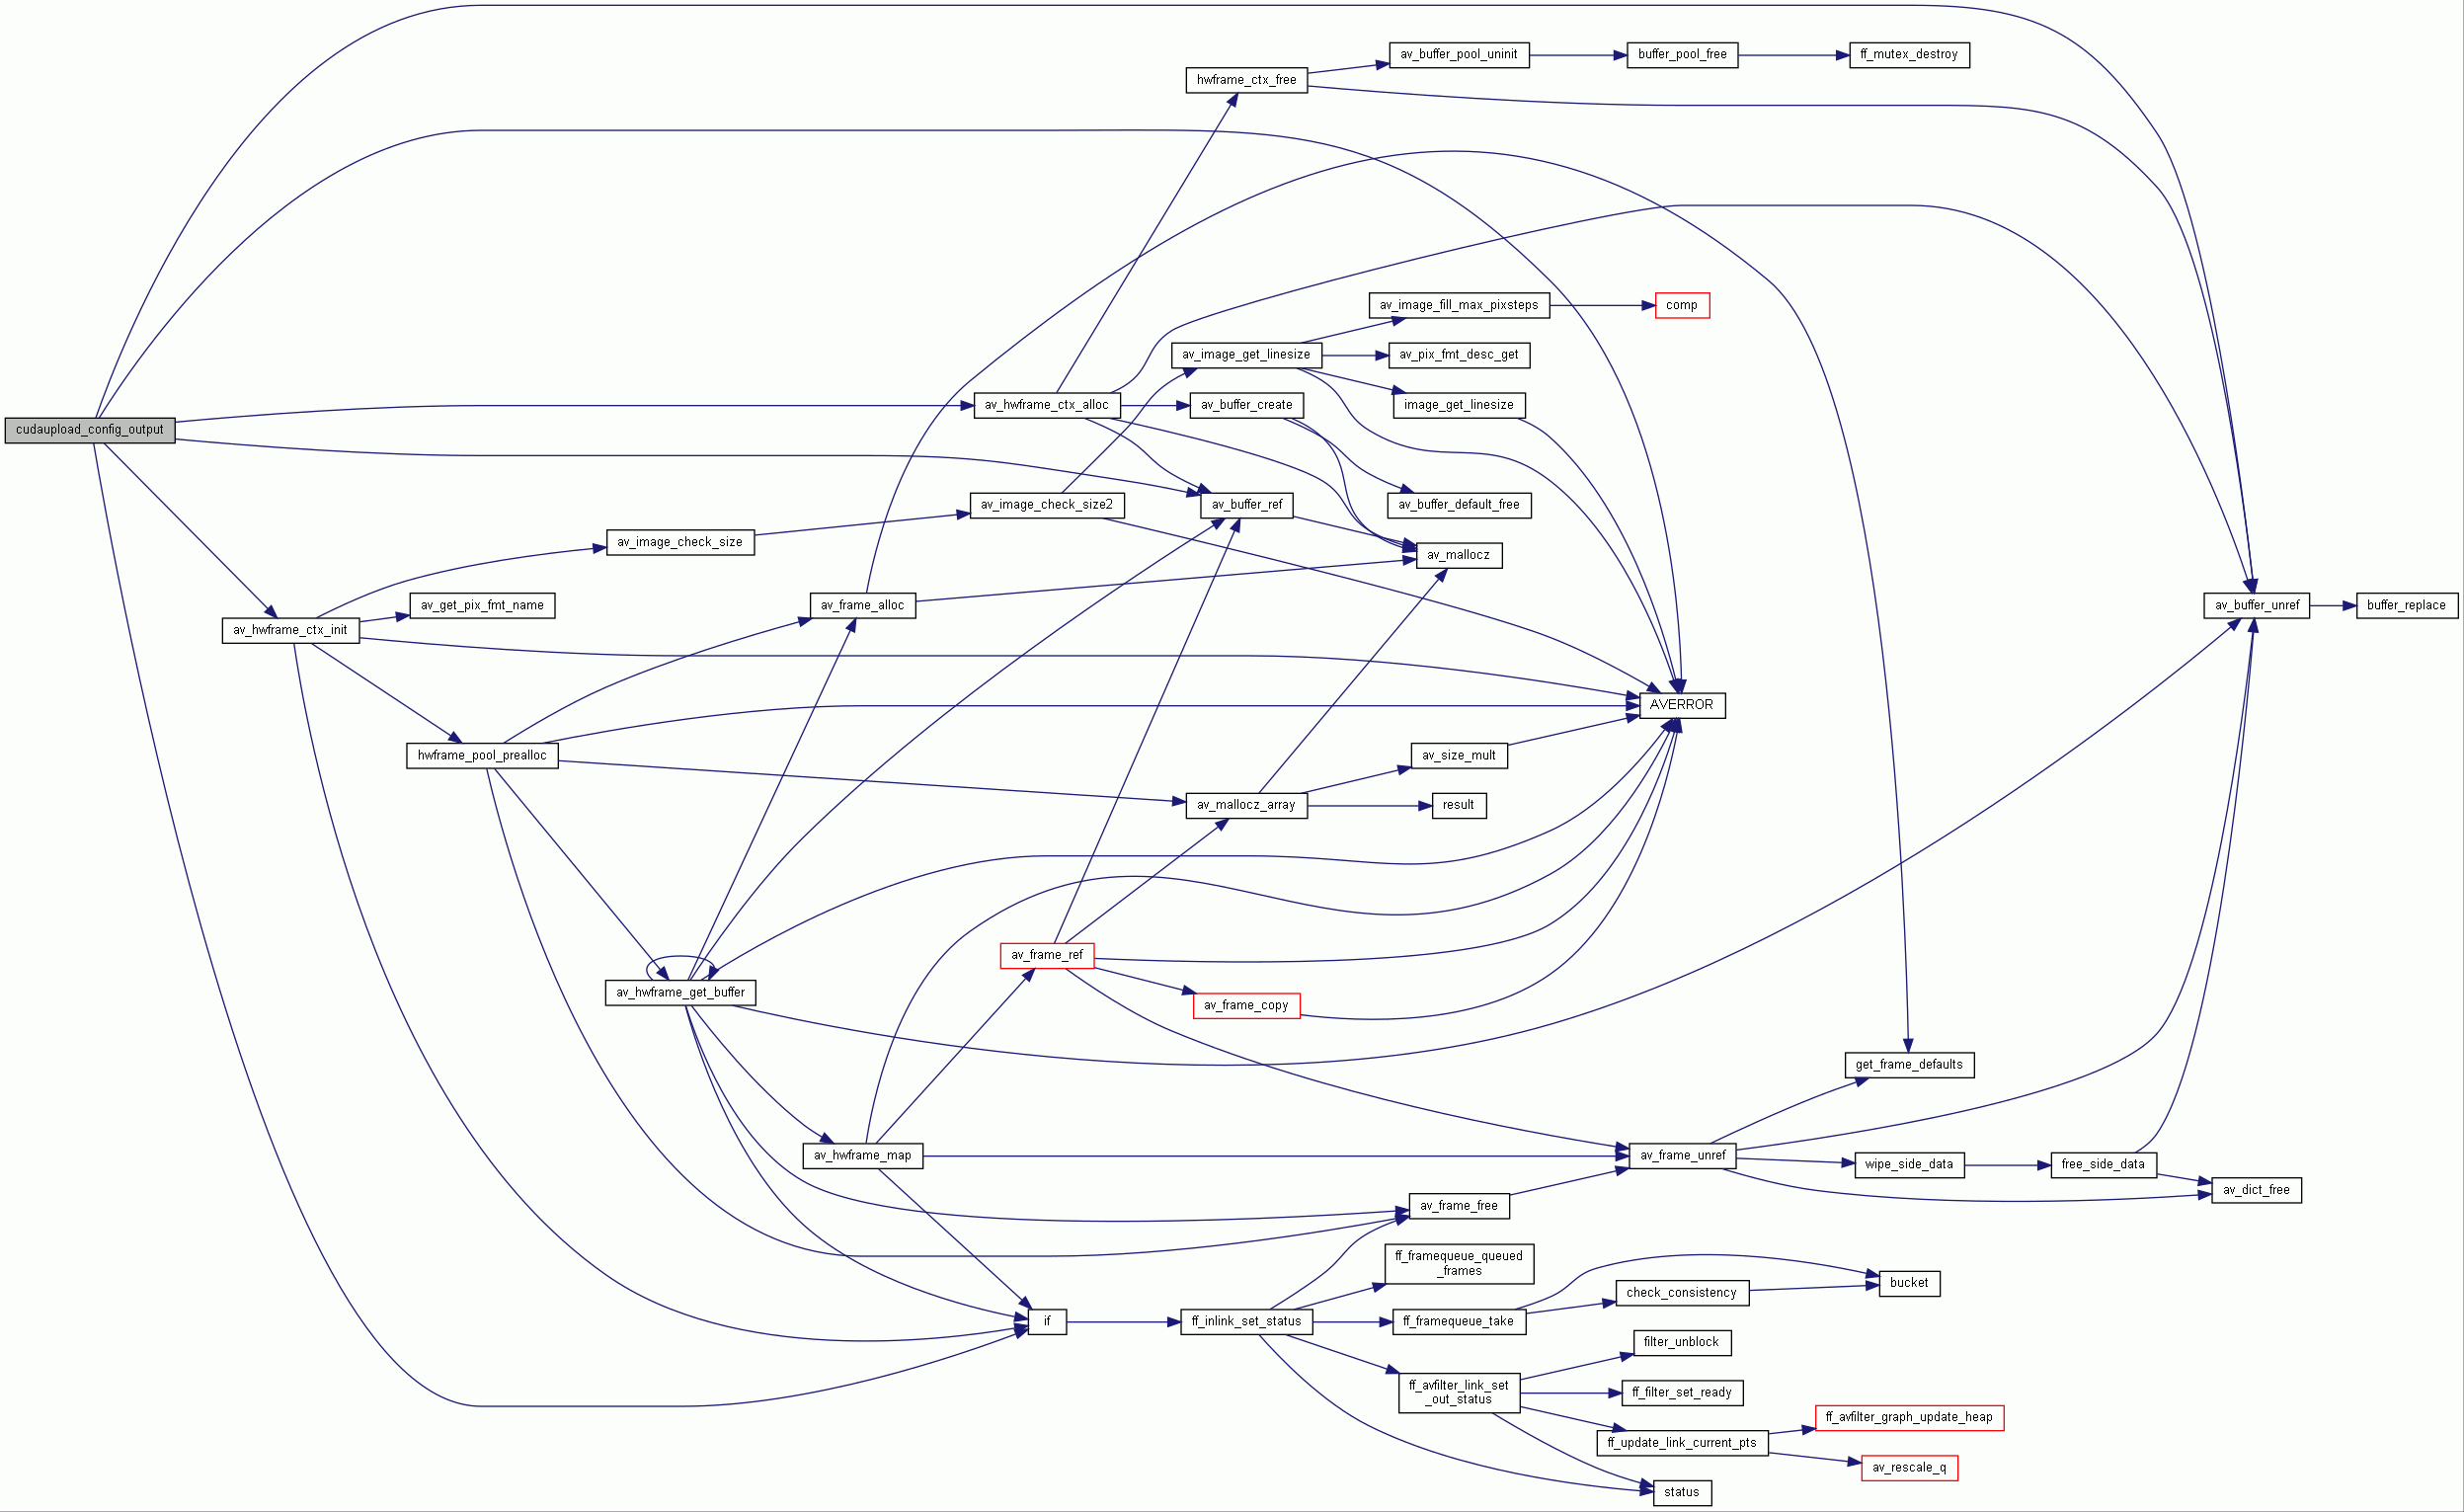 av_buffer_pool_uninit
buffer_pool_free
ff_mutex_destroy
hwframe_ctx_free
av_image_fill_max_pixsteps
comp
av_image_get_linesize
av_pix_fmt_desc_get
av_hwframe_ctx_alloc
av_buffer_create
image_get_linesize
cudaupload_config_output
av_image_check_size2
av_buffer_ref
av_buffer_default_free
av_image_check_size
av_mallocz
av_get_pix_fmt_name
av_frame_alloc
av_buffer_unref
buffer_replace
av_hwframe_ctx_init
AVERROR
hwframe_pool_prealloc
av_size_mult
av_mallocz_array
result
av_frame_ref
av_hwframe_get_buffer
av_frame_copy
get_frame_defaults
av_hwframe_map
av_frame_unref
wipe_side_data
free_side_data
av_dict_free
av_frame_free
ff_framequeue_queued
_frames
bucket
check_consistency
if
ff_inlink_set_status
ff_framequeue_take
filter_unblock
ff_avfilter_link_set
_out_status
ff_filter_set_ready
ff_avfilter_graph_update_heap
ff_update_link_current_pts
av_rescale_q
status